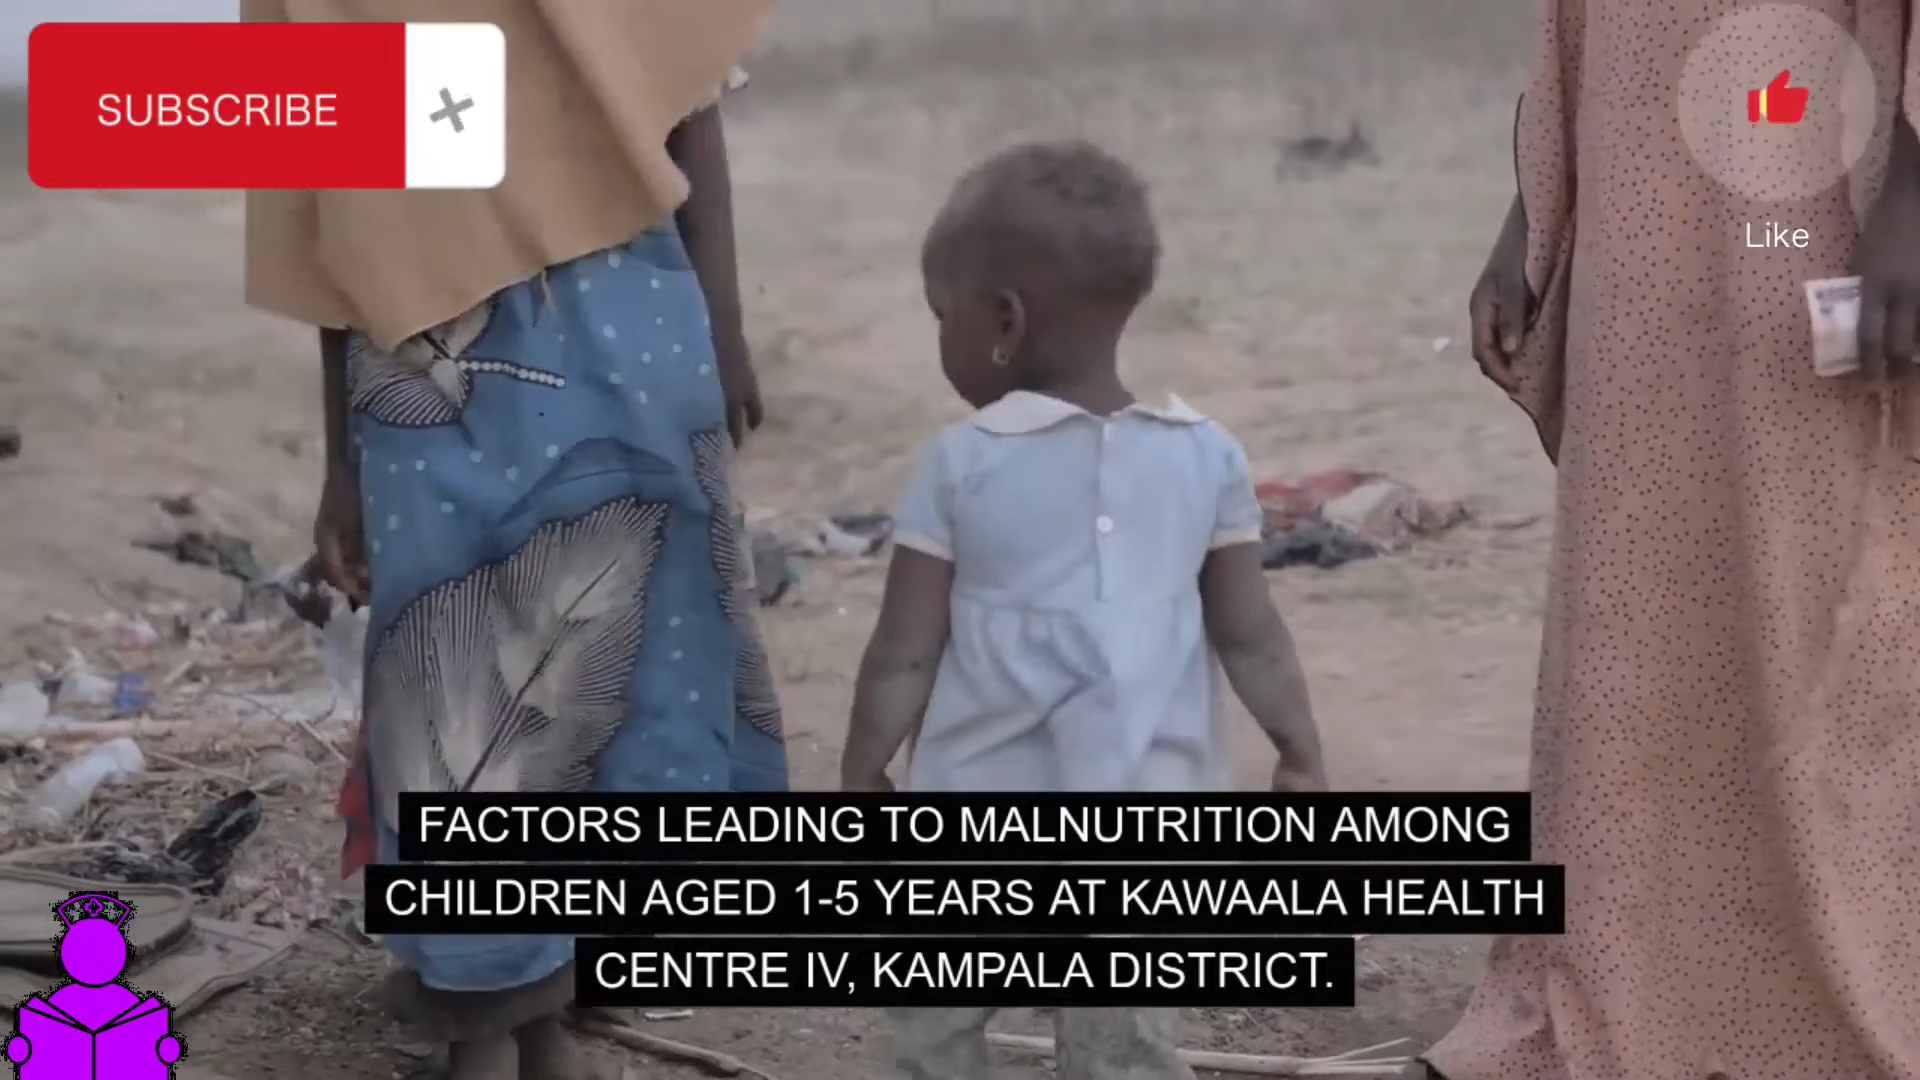 SUBSCRIBE
Like
FACTORS LEADING TO MALNUTRITION AMONG
CHILDREN AGED 1-5 YEARS AT KAWAALA HEALTH
CENTRE IV, KAMPALA DISTRICT.